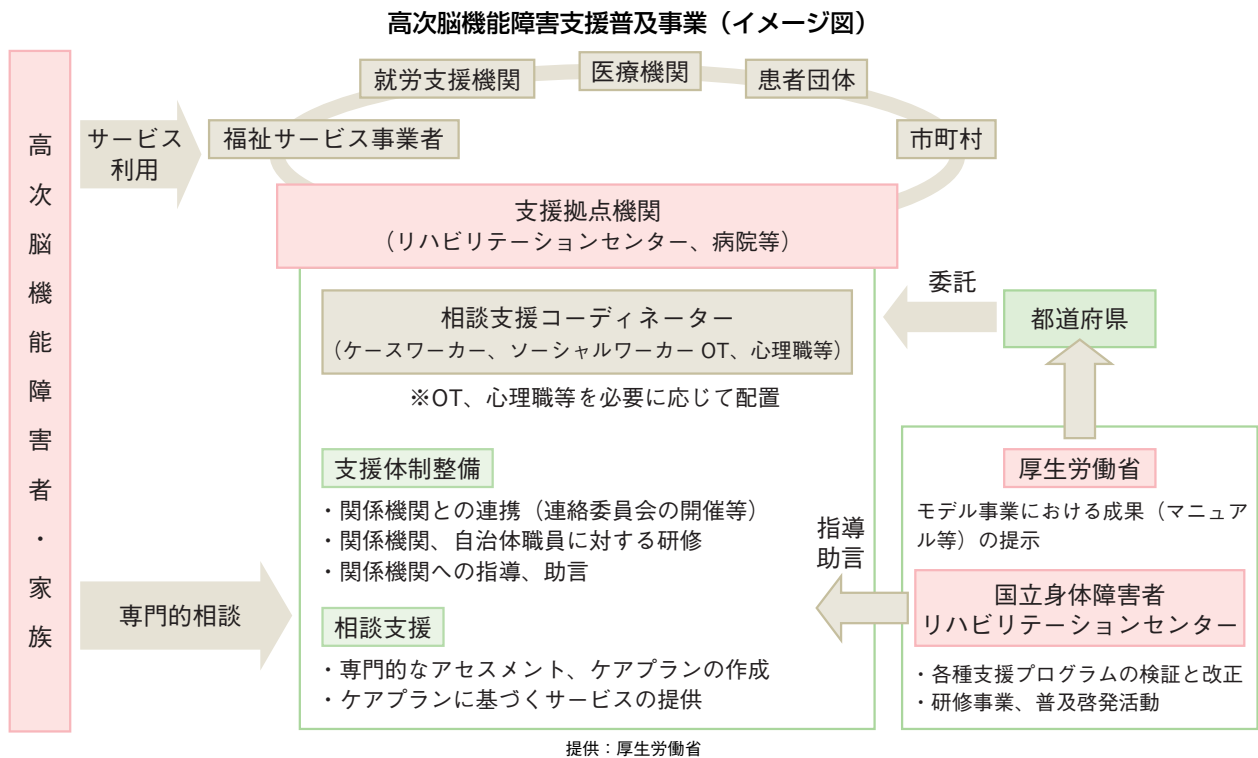 高次脳機能障害支援普及事業（イメージ図）
高次脳機能障害者・家族
サービス
利用
就労支援機関
医療機関
患者団体
福祉サービス事業者
市町村
支援拠点機関
（リハビリテーションセンター、病院等）
相談支援コーディネーター
（ケースワーカー、ソーシャルワーカー OT、心理職等）
※OT、心理職等を必要に応じて配置
委託
都道府県
支援体制整備
・関係機関との連携（連絡委員会の開催等）
・関係機関、自治体職員に対する研修
・関係機関への指導、助言
専門的相談
相談支援
・専門的なアセスメント、ケアプランの作成
・ケアプランに基づくサービスの提供
指導
助言
厚生労働省
モデル事業における成果（マニュア
ル等）の提示
国立身体障害者
リハビリテーションセンター
・各種支援プログラムの検証と改正
・研修事業、普及啓発活動
提供：厚生労働省